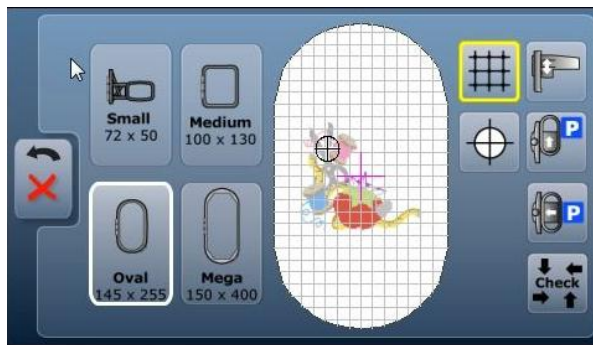 Small
72 x 50
Medium
100 x 130
Oval
145 x 255
Mega
150 x 400
P
P
Check